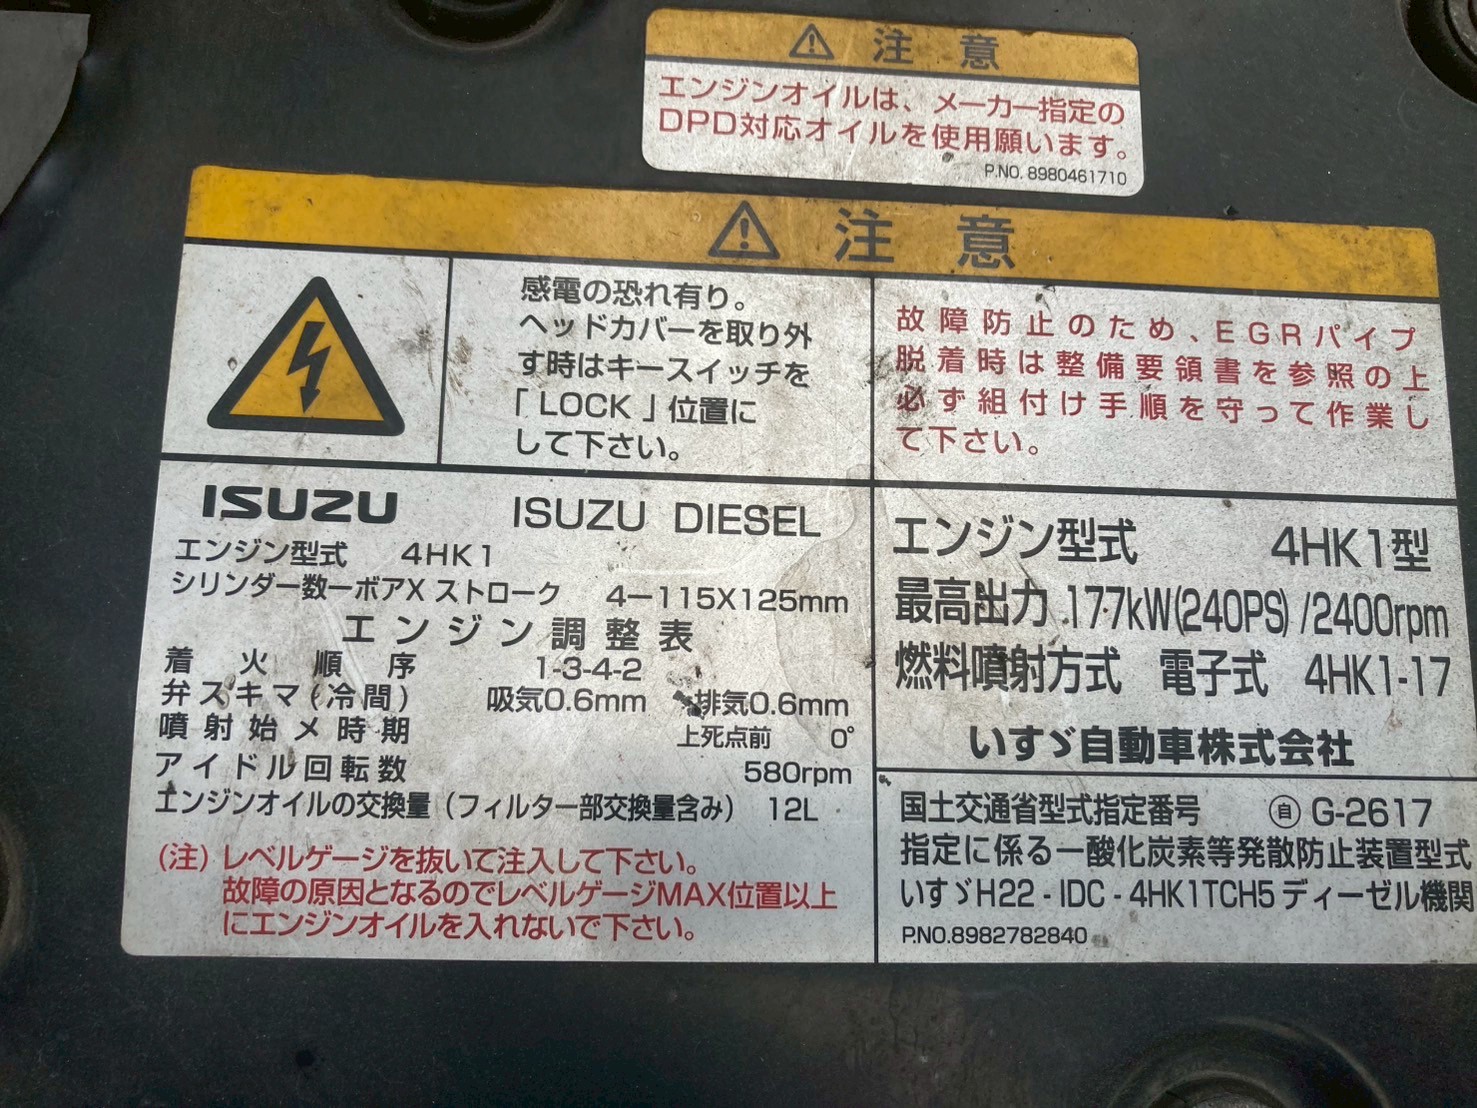 ⚠ 注意
エンジンオイルは、メーカー指定の
DPD対応オイルを使用願います。
P.NO. 8980461710
⚠ 注意
感電の恐れ有り。
ヘッドカバーを取り外
す時はキースイッチを
「LOCK」位置に
して下さい。
故障防止のため、EGRパイプ
脱着時は整備要領書を参照の上
必ず組付け手順を守って作業し
て下さい。
ISUZU ISUZU DIESEL
エンジン型式 4HK1
シリンダー数ーボアX ストローク 4ー115X125mm
エンジン調整表
着火順序 1-3-4-2
弁スキマ(冷間) 吸気0.6mm 排気0.6mm
噴射始メ時期 上死点前 0°
アイドル回転数 580rpm
エンジンオイルの交換量(フィルター部交換量含み) 12L
(注)レベルゲージを抜いて注入して下さい。
故障の原因となるのでレベルゲージMAX位置以上
にエンジンオイルを入れないで下さい。
エンジン型式 4HK1型
最高出力 177kW(240PS)/2400rpm
燃料噴射方式 電子式 4HK1-17
いすゞ自動車株式会社
国土交通省型式指定番号 ㊀自 G-2617
指定に係る一酸化炭素等発散防止装置型式
いすゞH22 - IDC - 4HK1TCH5 ディーゼル機関
P.NO.8982782840